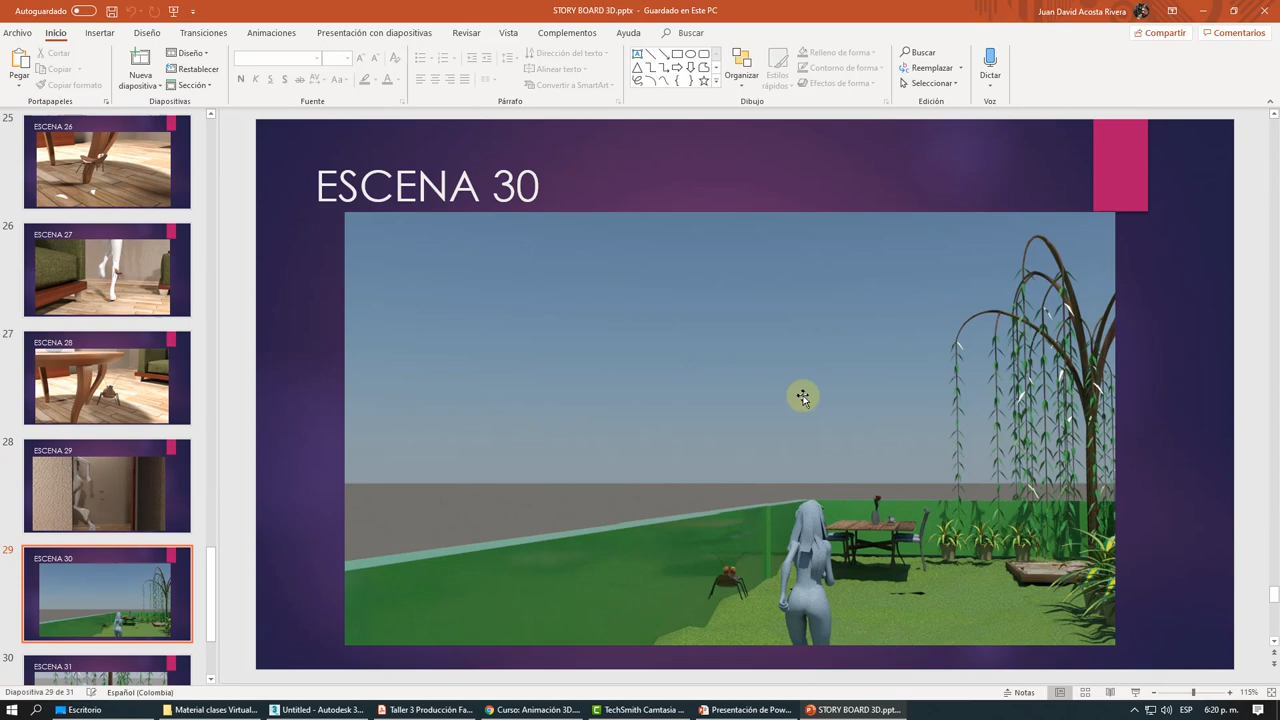 Autoguardado
STORY BOARD 3D.pptx - Guardado en Este PC
Juan David Acosta Rivera
Archivo Inicio Insertar Diseño Transiciones Animaciones Presentación con diapositivas Revisar Vista Complementos Ayuda Buscar
Compartir Comentarios
Pegar
Cortar
Copiar
Copiar formato
Portapapeles
Nueva
diapositiva
Diseño
Restablecer
Sección
Diapositivas
N K S S ab AV Aa A
Fuente
Dirección del texto
Alinear texto
Convertir a SmartArt
Párrafo
Organizar
Estilos
rápidos
Relleno de forma
Contorno de forma
Efectos de forma
Dibujo
Buscar
Reemplazar
Seleccionar
Edición
Dictar
Voz
25
ESCENA 26
26
ESCENA 27
27
ESCENA 28
28
ESCENA 29
29
ESCENA 30
30
ESCENA 31
ESCENA 30
Diapositiva 29 de 31 Español (Colombia)
Notas
115%
Escritorio
Material clases Virtual...
Untitled - Autodesk 3...
Taller 3 Producción Fa...
Curso: Animación 3D....
TechSmith Camtasia
Presentación de Pow...
STORY BOARD 3D.ppt...
ESP
6:20 p. m.